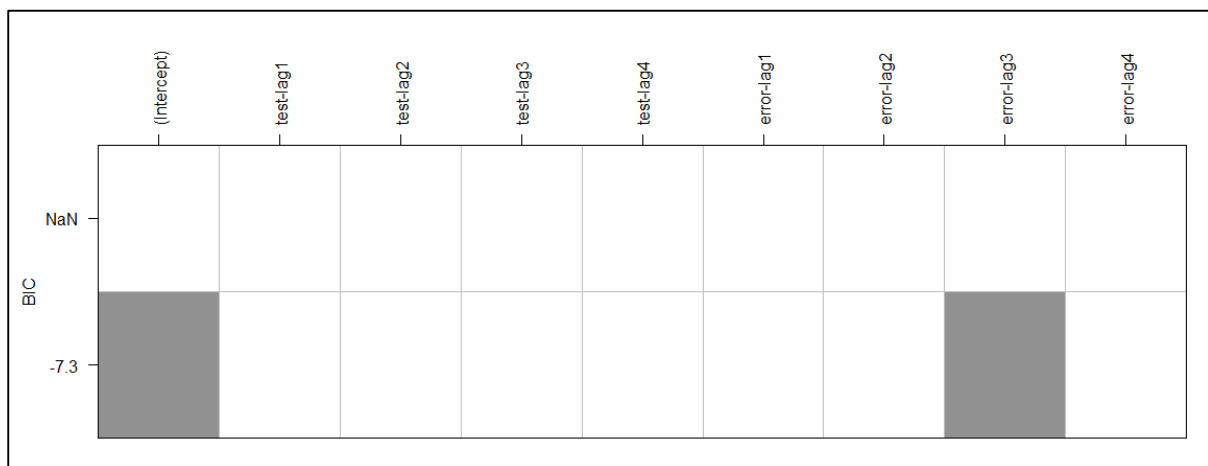 (Intercept)
test-lag1
test-lag2
test-lag3
test-lag4
error-lag1
error-lag2
error-lag3
error-lag4
BIC
NaN
-7.3